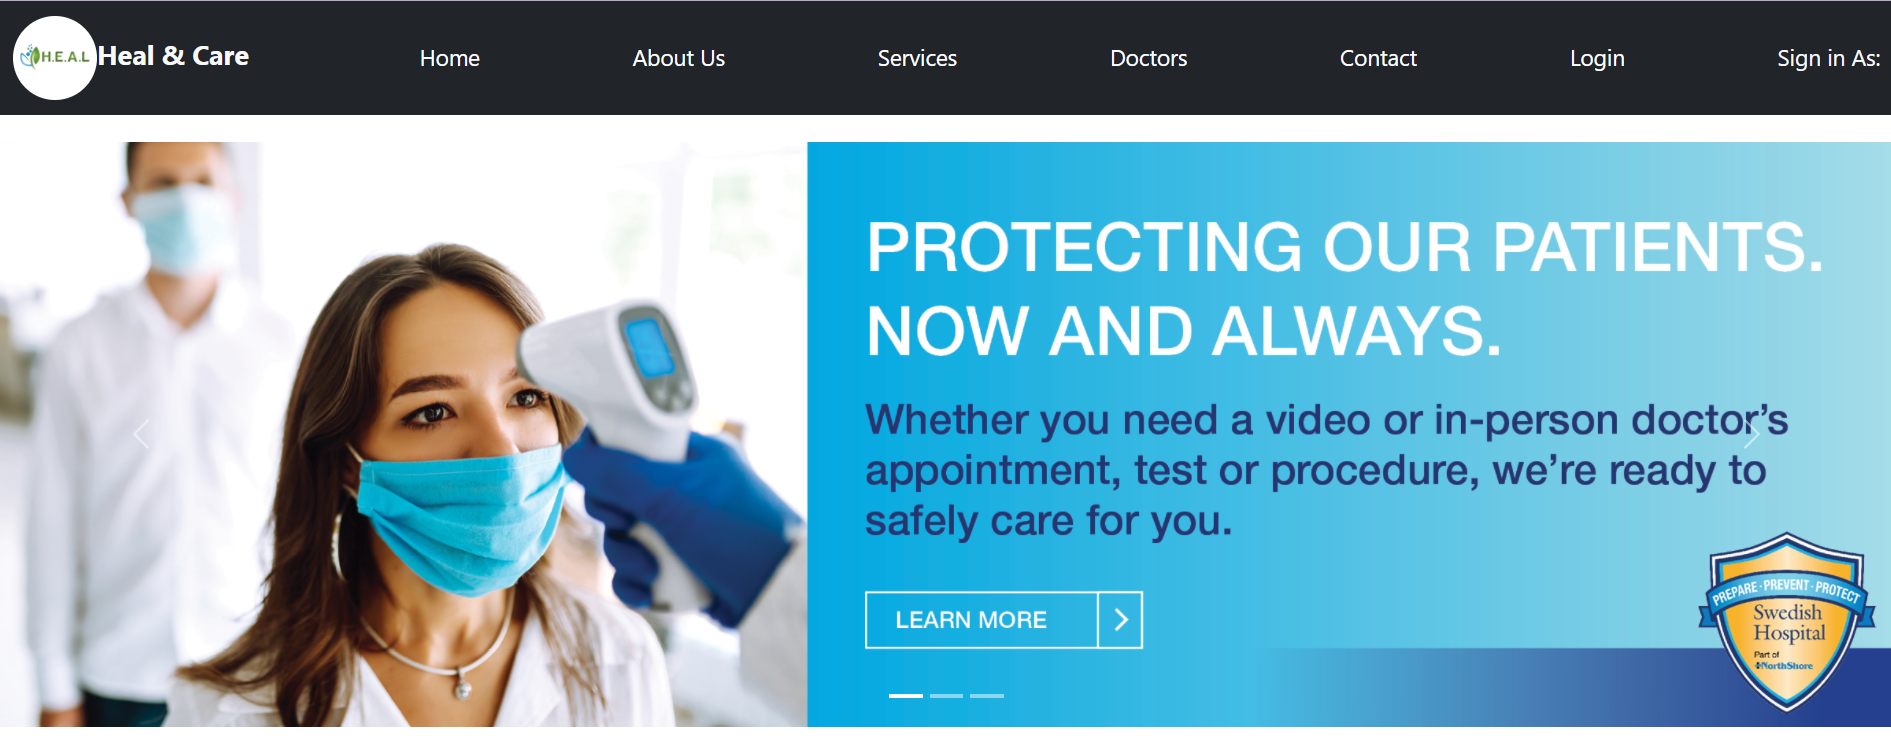 H.E.A.L
Heal & Care
Home
About Us
Services
Doctors
Contact
Login
Sign in As:
PROTECTING OUR PATIENTS.
NOW AND ALWAYS.
Whether you need a video or in-person doctor’s
appointment, test or procedure, we’re ready to
safely care for you.
LEARN MORE
PREPARE · PREVENT · PROTECT
Swedish
Hospital
Part of
NorthShore